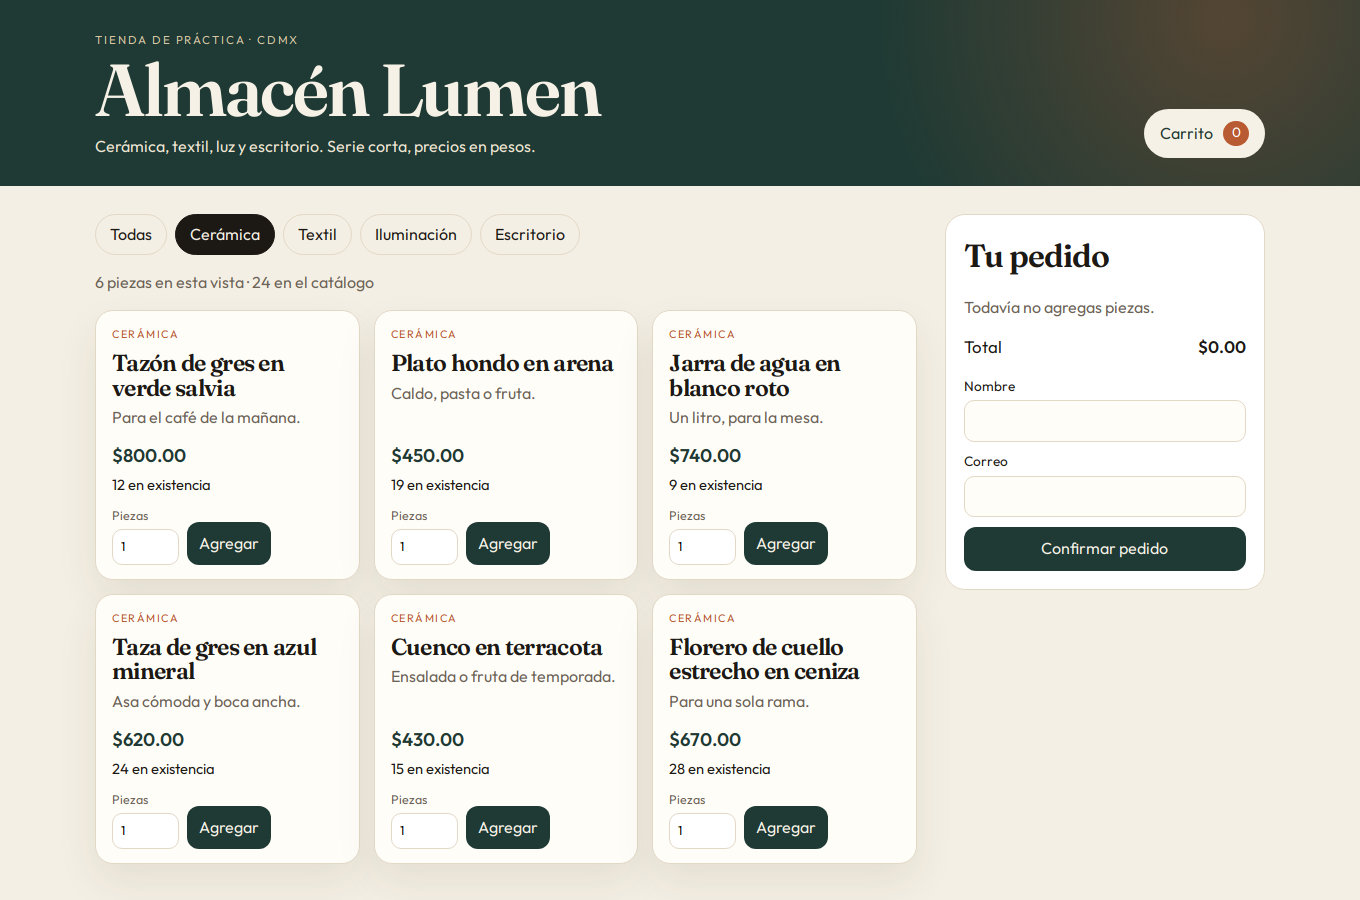 TIENDA DE PRÁCTICA · CDMX
Almacén Lumen
Cerámica, textil, luz y escritorio. Serie corta, precios en pesos.
Carrito 0
Todas Cerámica Textil Iluminación Escritorio
6 piezas en esta vista · 24 en el catálogo
CERÁMICA
Tazón de gres en
verde salvia
Para el café de la mañana.
$800.00
12 en existencia
Piezas
1 Agregar
CERÁMICA
Plato hondo en arena
Caldo, pasta o fruta.
$450.00
19 en existencia
Piezas
1 Agregar
CERÁMICA
Jarra de agua en
blanco roto
Un litro, para la mesa.
$740.00
9 en existencia
Piezas
1 Agregar
CERÁMICA
Taza de gres en azul
mineral
Asa cómoda y boca ancha.
$620.00
24 en existencia
Piezas
1 Agregar
CERÁMICA
Cuenco en terracota
Ensalada o fruta de temporada.
$430.00
15 en existencia
Piezas
1 Agregar
CERÁMICA
Florero de cuello
estrecho en ceniza
Para una sola rama.
$670.00
28 en existencia
Piezas
1 Agregar
Tu pedido
Todavía no agregas piezas.
Total $0.00
Nombre
Correo
Confirmar pedido